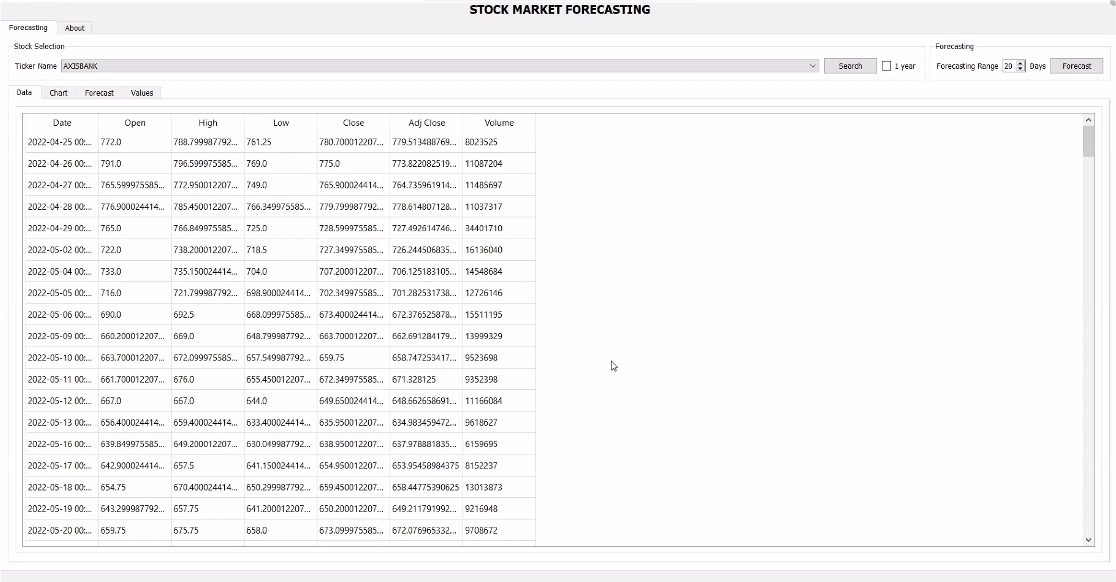 STOCK MARKET FORECASTING
Forecasting About
Stock Selection Forecasting
Ticker Name AXISBANK Search 1 year Forecasting Range 20 Days Forecast
Data Chart Forecast Values
Date Open High Low Close Adj Close Volume
2022-04-25 00:... 772.0 788.799987792... 761.25 780.700012207... 779.513488769... 8023525
2022-04-26 00:... 791.0 796.599975585... 769.0 775.0 773.822082519... 11087204
2022-04-27 00:... 765.599975585... 772.950012207... 749.0 765.900024414... 764.735961914... 11485697
2022-04-28 00:... 776.900024414... 785.450012207... 766.349975585... 779.799987792... 778.614807128... 11037317
2022-04-29 00:... 765.0 766.849975585... 725.0 728.599975585... 727.492614746... 34401710
2022-05-02 00:... 722.0 738.200012207... 718.5 727.349975585... 726.244506835... 16136040
2022-05-04 00:... 733.0 735.150024414... 704.0 707.200012207... 706.125183105... 14548684
2022-05-05 00:... 716.0 721.799987792... 698.900024414... 702.349975585... 701.282531738... 12726146
2022-05-06 00:... 690.0 692.5 668.099975585... 673.400024414... 672.376525878... 15511195
2022-05-09 00:... 660.200012207... 669.0 648.799987792... 663.700012207... 662.691284179... 13999329
2022-05-10 00:... 663.700012207... 672.099975585... 657.549987792... 659.75 658.747253417... 9523698
2022-05-11 00:... 661.700012207... 676.0 655.450012207... 672.349975585... 671.328125 9352398
2022-05-12 00:... 667.0 667.0 644.0 649.650024414... 648.662658691... 11166084
2022-05-13 00:... 656.400024414... 659.400024414... 633.400024414... 635.950012207... 634.983459472... 9618627
2022-05-16 00:... 639.849975585... 649.200012207... 630.049987792... 638.950012207... 637.978881835... 6159695
2022-05-17 00:... 642.900024414... 657.5 641.150024414... 654.950012207... 653.95458984375 8152237
2022-05-18 00:... 654.75 670.400024414... 650.299987792... 659.450012207... 658.44775390625 13013873
2022-05-19 00:... 643.299987792... 657.75 641.200012207... 650.200012207... 649.211791992... 9216948
2022-05-20 00:... 659.75 675.75 658.0 673.099975585... 672.076965332... 9708672